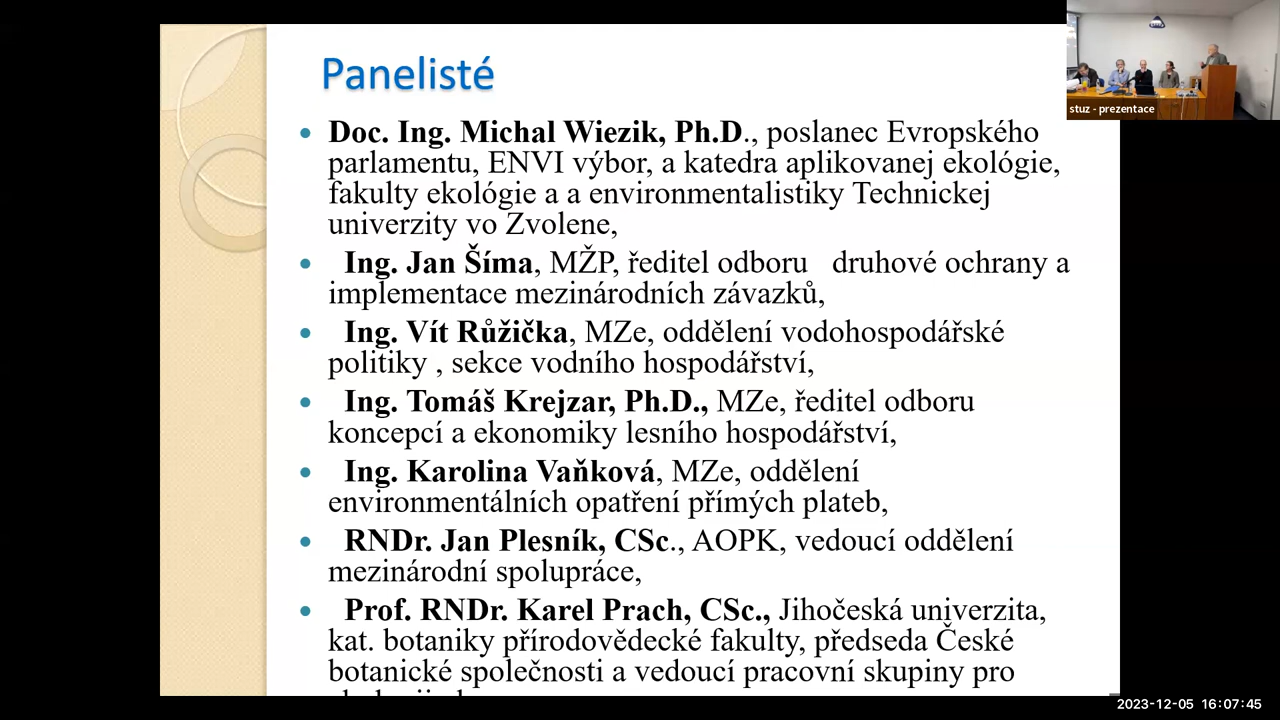 Panelisté
Doc. Ing. Michal Wiezik, Ph.D., poslanec Evropského
parlamentu, ENVI výbor, a katedra aplikovanej ekológie,
fakulty ekológie a a environmentalistiky Technickej
univerzity vo Zvolene,
Ing. Jan Šíma, MŽP, ředitel odboru druhové ochrany a
implementace mezinárodních závazků,
Ing. Vít Růžička, MZe, oddělení vodohospodářské
politiky , sekce vodního hospodářství,
Ing. Tomáš Krejzar, Ph.D., MZe, ředitel odboru
koncepcí a ekonomiky lesního hospodářství,
Ing. Karolina Vaňková, MZe, oddělení
environmentálních opatření přímých plateb,
RNDr. Jan Plesník, CSc., AOPK, vedoucí oddělení
mezinárodní spolupráce,
Prof. RNDr. Karel Prach, CSc., Jihočeská univerzita,
kat. botaniky přírodovědecké fakulty, předseda České
botanické společnosti a vedoucí pracovní skupiny pro
stuz - prezentace
2023-12-05 16:07:45